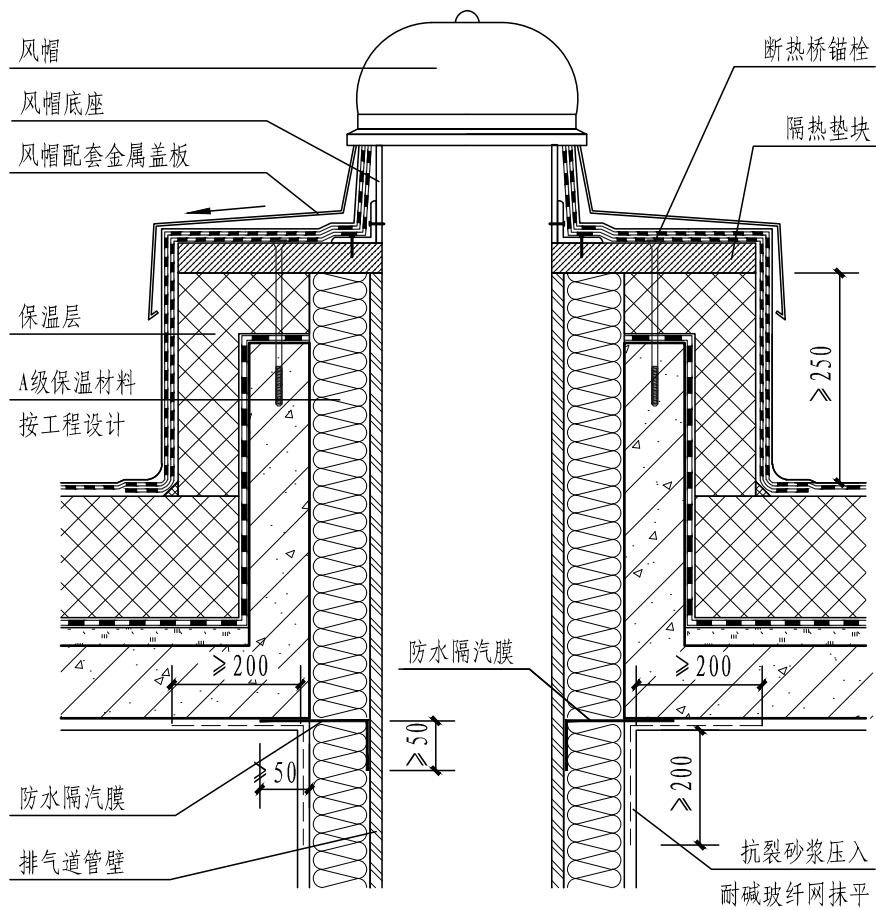 风帽
风帽底座
风帽配套金属盖板
断热桥锚栓
隔热垫块
保温层
A级保温材料
按工程设计
≥250
防水隔汽膜
≥200
≥200
≥50
≥50
≥200
防水隔汽膜
排气道管壁
抗裂砂浆压入
耐碱玻纤网抹平